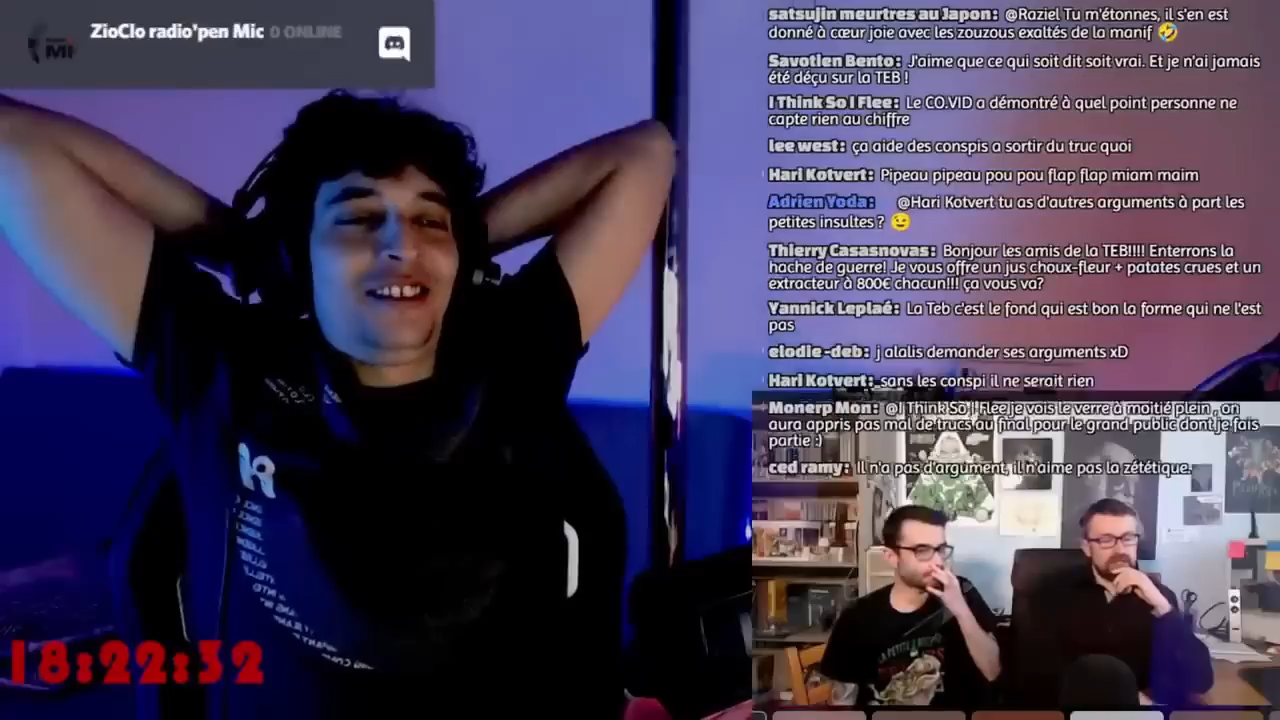 ZioClo radio'pen Mic 0 ONLINE
MI
satsujin meurtres au Japon: @Raziel Tu m'étonnes, il s'en est
donné à cœur joie avec les zouzous exaltés de la manif 🤣
Savotlen Bento: J'aime que ce qui soit dit soit vrai. Et je n'ai jamais
été déçu sur la TEB !
I Think So I Flee: Le CO.VID a démontré à quel point personne ne
capte rien au chiffre
lee west: ça aide des conspis a sortir du truc quoi
Hari Kotvert: Pipeau pipeau pou pou flap flap miam maim
Adrien Yoda: @Hari Kotvert tu as d'autres arguments à part les
petites insultes ? 😉
Thierry Casasnovas: Bonjour les amis de la TEB!!!! Enterrons la
hache de guerre! Je vous offre un jus choux-fleur + patates crues et un
extracteur à 800€ chacun!!! ça vous va?
Yannick Leplaé: La Teb c'est le fond qui est bon la forme qui ne l'est
pas
elodie-deb: j alalis demander ses arguments xD
Hari Kotvert: sans les conspi il ne serait rien
Monerp Mon: @I Think So I Flee je vois le verre à moitié plein , on
aura appris pas mal de trucs au final pour le grand public dont je fais
partie :)
ced ramy: Il n'a pas d'argument, il n'aime pas la zététique.
18:22:32